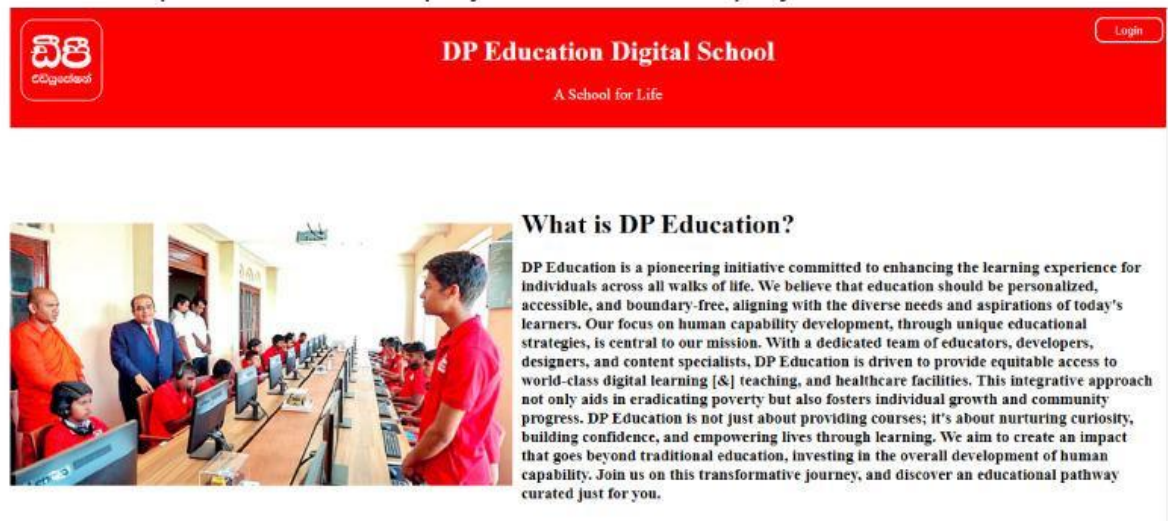 ඩීපී
එඩියුකේෂන්
DP Education Digital School
A School for Life
Login
What is DP Education?
DP Education is a pioneering initiative committed to enhancing the learning experience for
individuals across all walks of life. We believe that education should be personalized,
accessible, and boundary-free, aligning with the diverse needs and aspirations of today's
learners. Our focus on human capability development, through unique educational
strategies, is central to our mission. With a dedicated team of educators, developers,
designers, and content specialists, DP Education is driven to provide equitable access to
world-class digital learning [&] teaching, and healthcare facilities. This integrative approach
not only aids in eradicating poverty but also fosters individual growth and community
progress. DP Education is not just about providing courses; it's about nurturing curiosity,
building confidence, and empowering lives through learning. We aim to create an impact
that goes beyond traditional education, investing in the overall development of human
capability. Join us on this transformative journey, and discover an educational pathway
curated just for you.